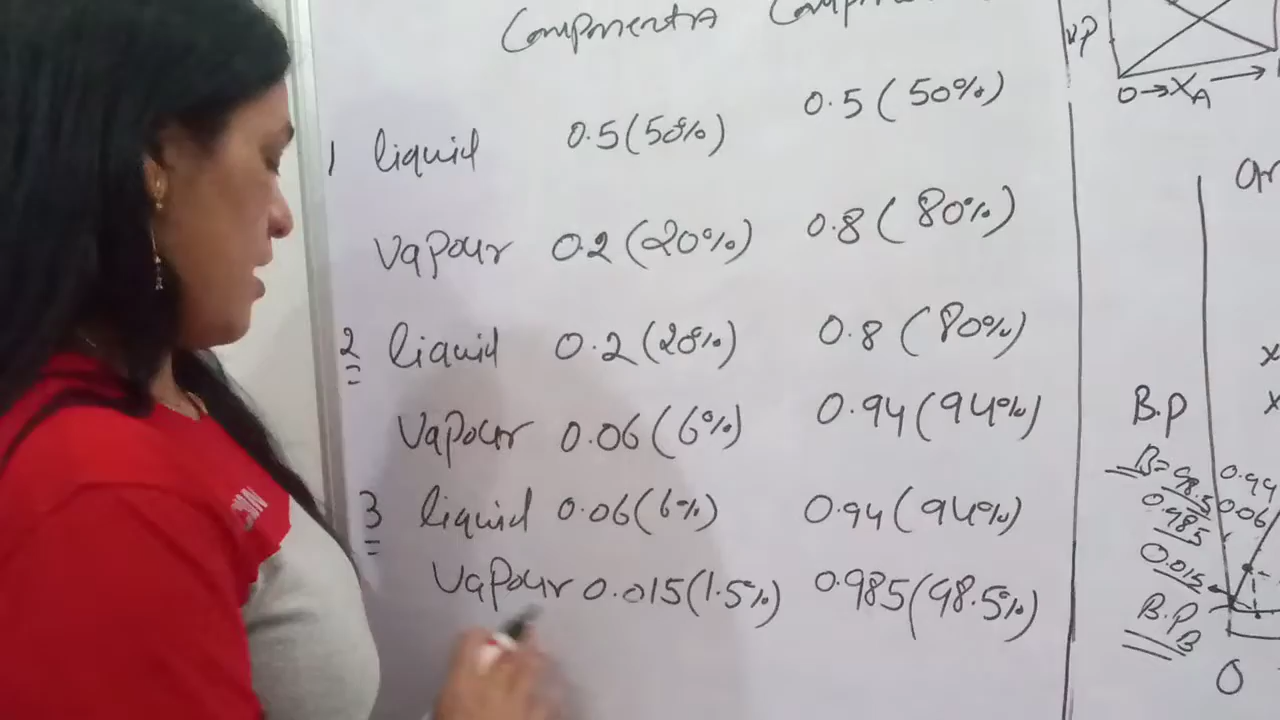 Component A
1 liquid 0.5 (50%) 0.5 (50%)
Vapour 0.2 (20%) 0.8 (80%)
2 liquid 0.2 (20%) 0.8 (80%)
Vapour 0.06 (6%) 0.94 (94%)
3 liquid 0.06 (6%) 0.94 (94%)
Vapour 0.015 (1.5%) 0.985 (98.5%)
VP
0 → XA →
B.P
B = 98.5
0.985
0.015
B.PB
0.94
0.06
0